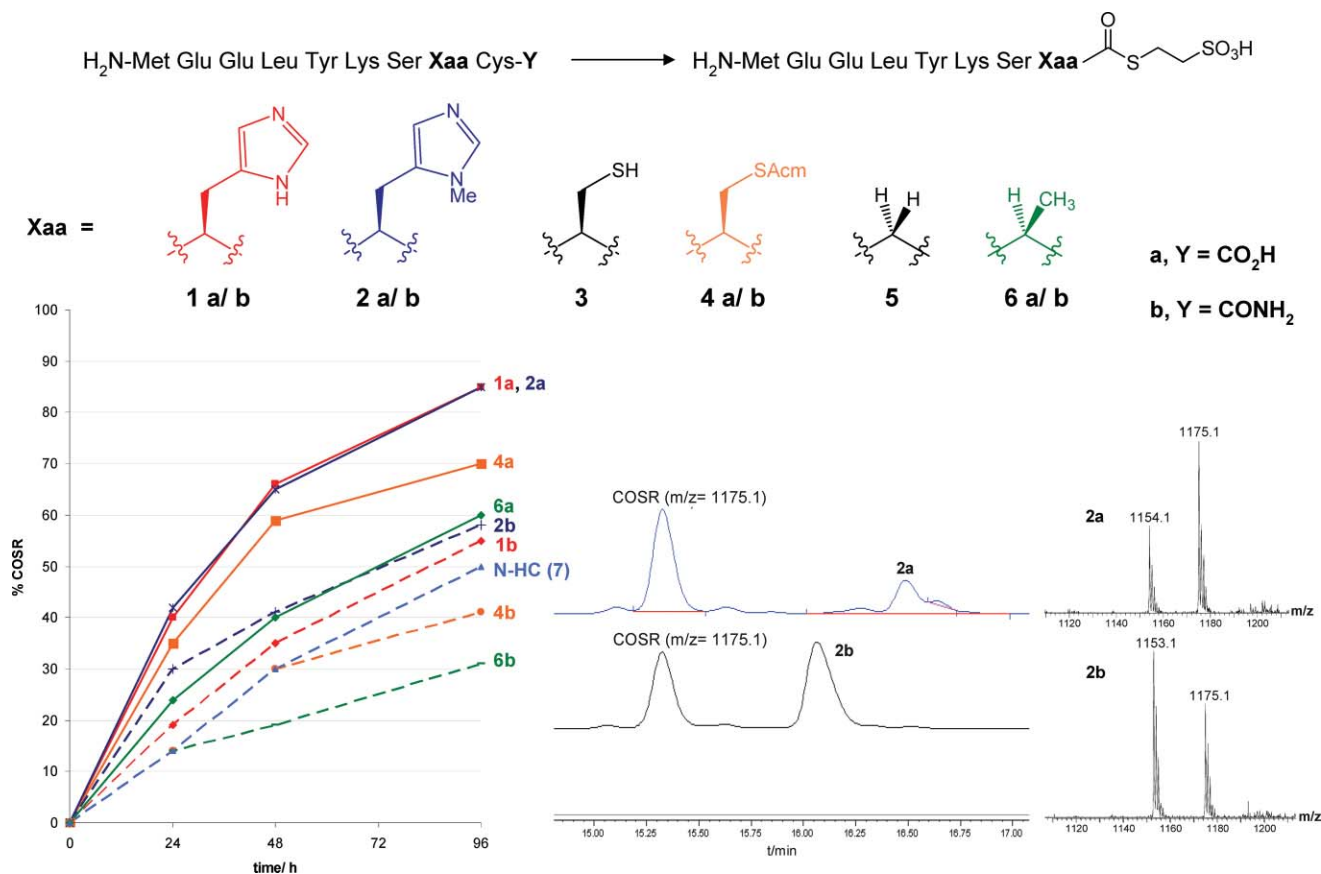 H2N-Met Glu Glu Leu Tyr Lys Ser Xaa Cys-Y
H2N-Met Glu Glu Leu Tyr Lys Ser Xaa
O
S
SO3H
N
N
H
N
N
Me
SH
SAcm
H
H
H
CH3
Xaa =
1 a/ b
2 a/ b
3
4 a/ b
5
6 a/ b
a, Y = CO2H
b, Y = CONH2
100
90
80
70
60
50
40
30
20
10
0
% COSR
0
24
48
72
96
time/ h
1a, 2a
4a
6a
2b
1b
N-HC (7)
4b
6b
COSR (m/z= 1175.1)
2a
COSR (m/z= 1175.1)
2b
15.00
15.25
15.50
15.75
16.00
16.25
16.50
16.75
17.00
t/min
2a
1154.1
1175.1
1120
1140
1160
1180
1200
m/z
2b
1153.1
1175.1
1120
1140
1160
1180
1200
m/z